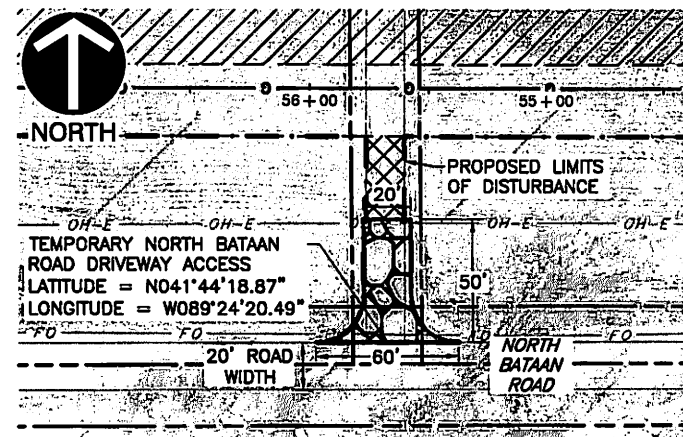 NORTH
56+00
55+00
PROPOSED LIMITS
OF DISTURBANCE
20'
OH-E
OH-E
OH-E
OH-E
TEMPORARY NORTH BATAAN
ROAD DRIVEWAY ACCESS
LATITUDE = N041°44'18.87"
LONGITUDE = W089°24'20.49"
50'
FO
FO
20' ROAD
WIDTH
60'
NORTH
BATAAN
ROAD